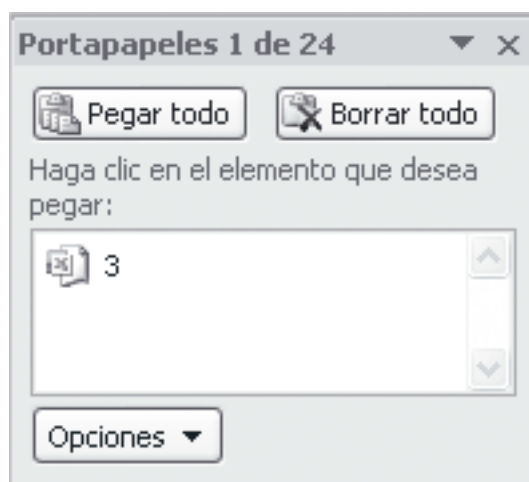 Portapapeles 1 de 24
Pegar todo
Borrar todo
Haga clic en el elemento que desea
pegar:
3
Opciones